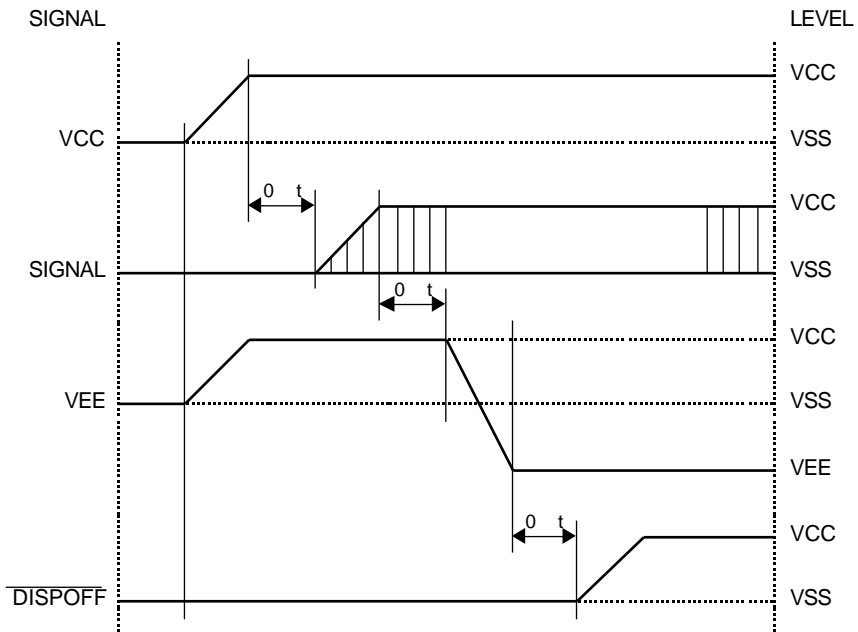 SIGNAL LEVEL
VCC
VCC VSS
0 t VCC
SIGNAL VSS
0 t
VCC
VEE VSS
VEE
0 t VCC
DISPOFF VSS